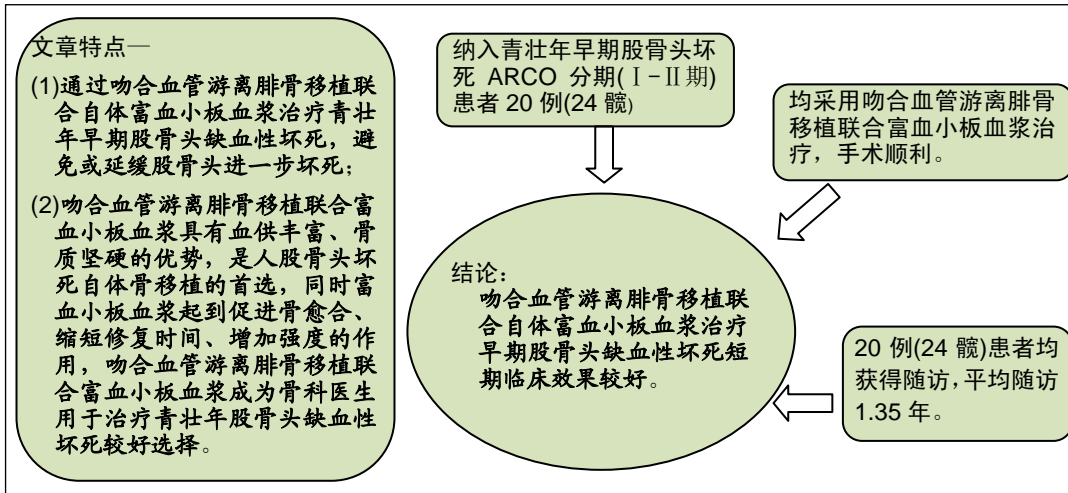 文章特点—
(1)通过吻合血管游离腓骨移植联
合自体富血小板血浆治疗青壮
年早期股骨头缺血性坏死，避
免或延缓股骨头进一步坏死；
(2)吻合血管游离腓骨移植联合富
血小板血浆具有血供丰富、骨
质坚硬的优势，是人股骨头坏
死自体骨移植的首选，同时富
血小板血浆起到促进骨愈合、
缩短修复时间、增加强度的作
用，吻合血管游离腓骨移植联
合富血小板血浆成为骨科医生
用于治疗青壮年股骨头缺血性
坏死较好选择。
纳入青壮年早期股骨头坏
死 ARCO 分期(Ⅰ-Ⅱ期)
患者 20 例(24 髋)
均采用吻合血管游离腓骨
移植联合富血小板血浆治
疗，手术顺利。
结论：
吻合血管游离腓骨移植联
合自体富血小板血浆治疗
早期股骨头缺血性坏死短
期临床效果较好。
20 例(24 髋)患者均
获得随访，平均随访
1.35 年。